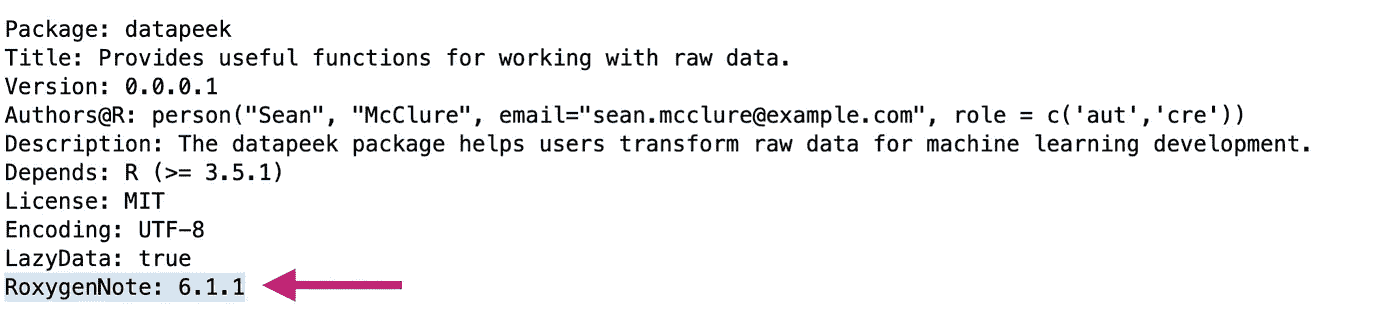 Package: datapeek
Title: Provides useful functions for working with raw data.
Version: 0.0.0.1
Authors@R: person("Sean", "McClure", email="sean.mcclure@example.com", role = c('aut','cre'))
Description: The datapeek package helps users transform raw data for machine learning development.
Depends: R (>= 3.5.1)
License: MIT
Encoding: UTF-8
LazyData: true
RoxygenNote: 6.1.1